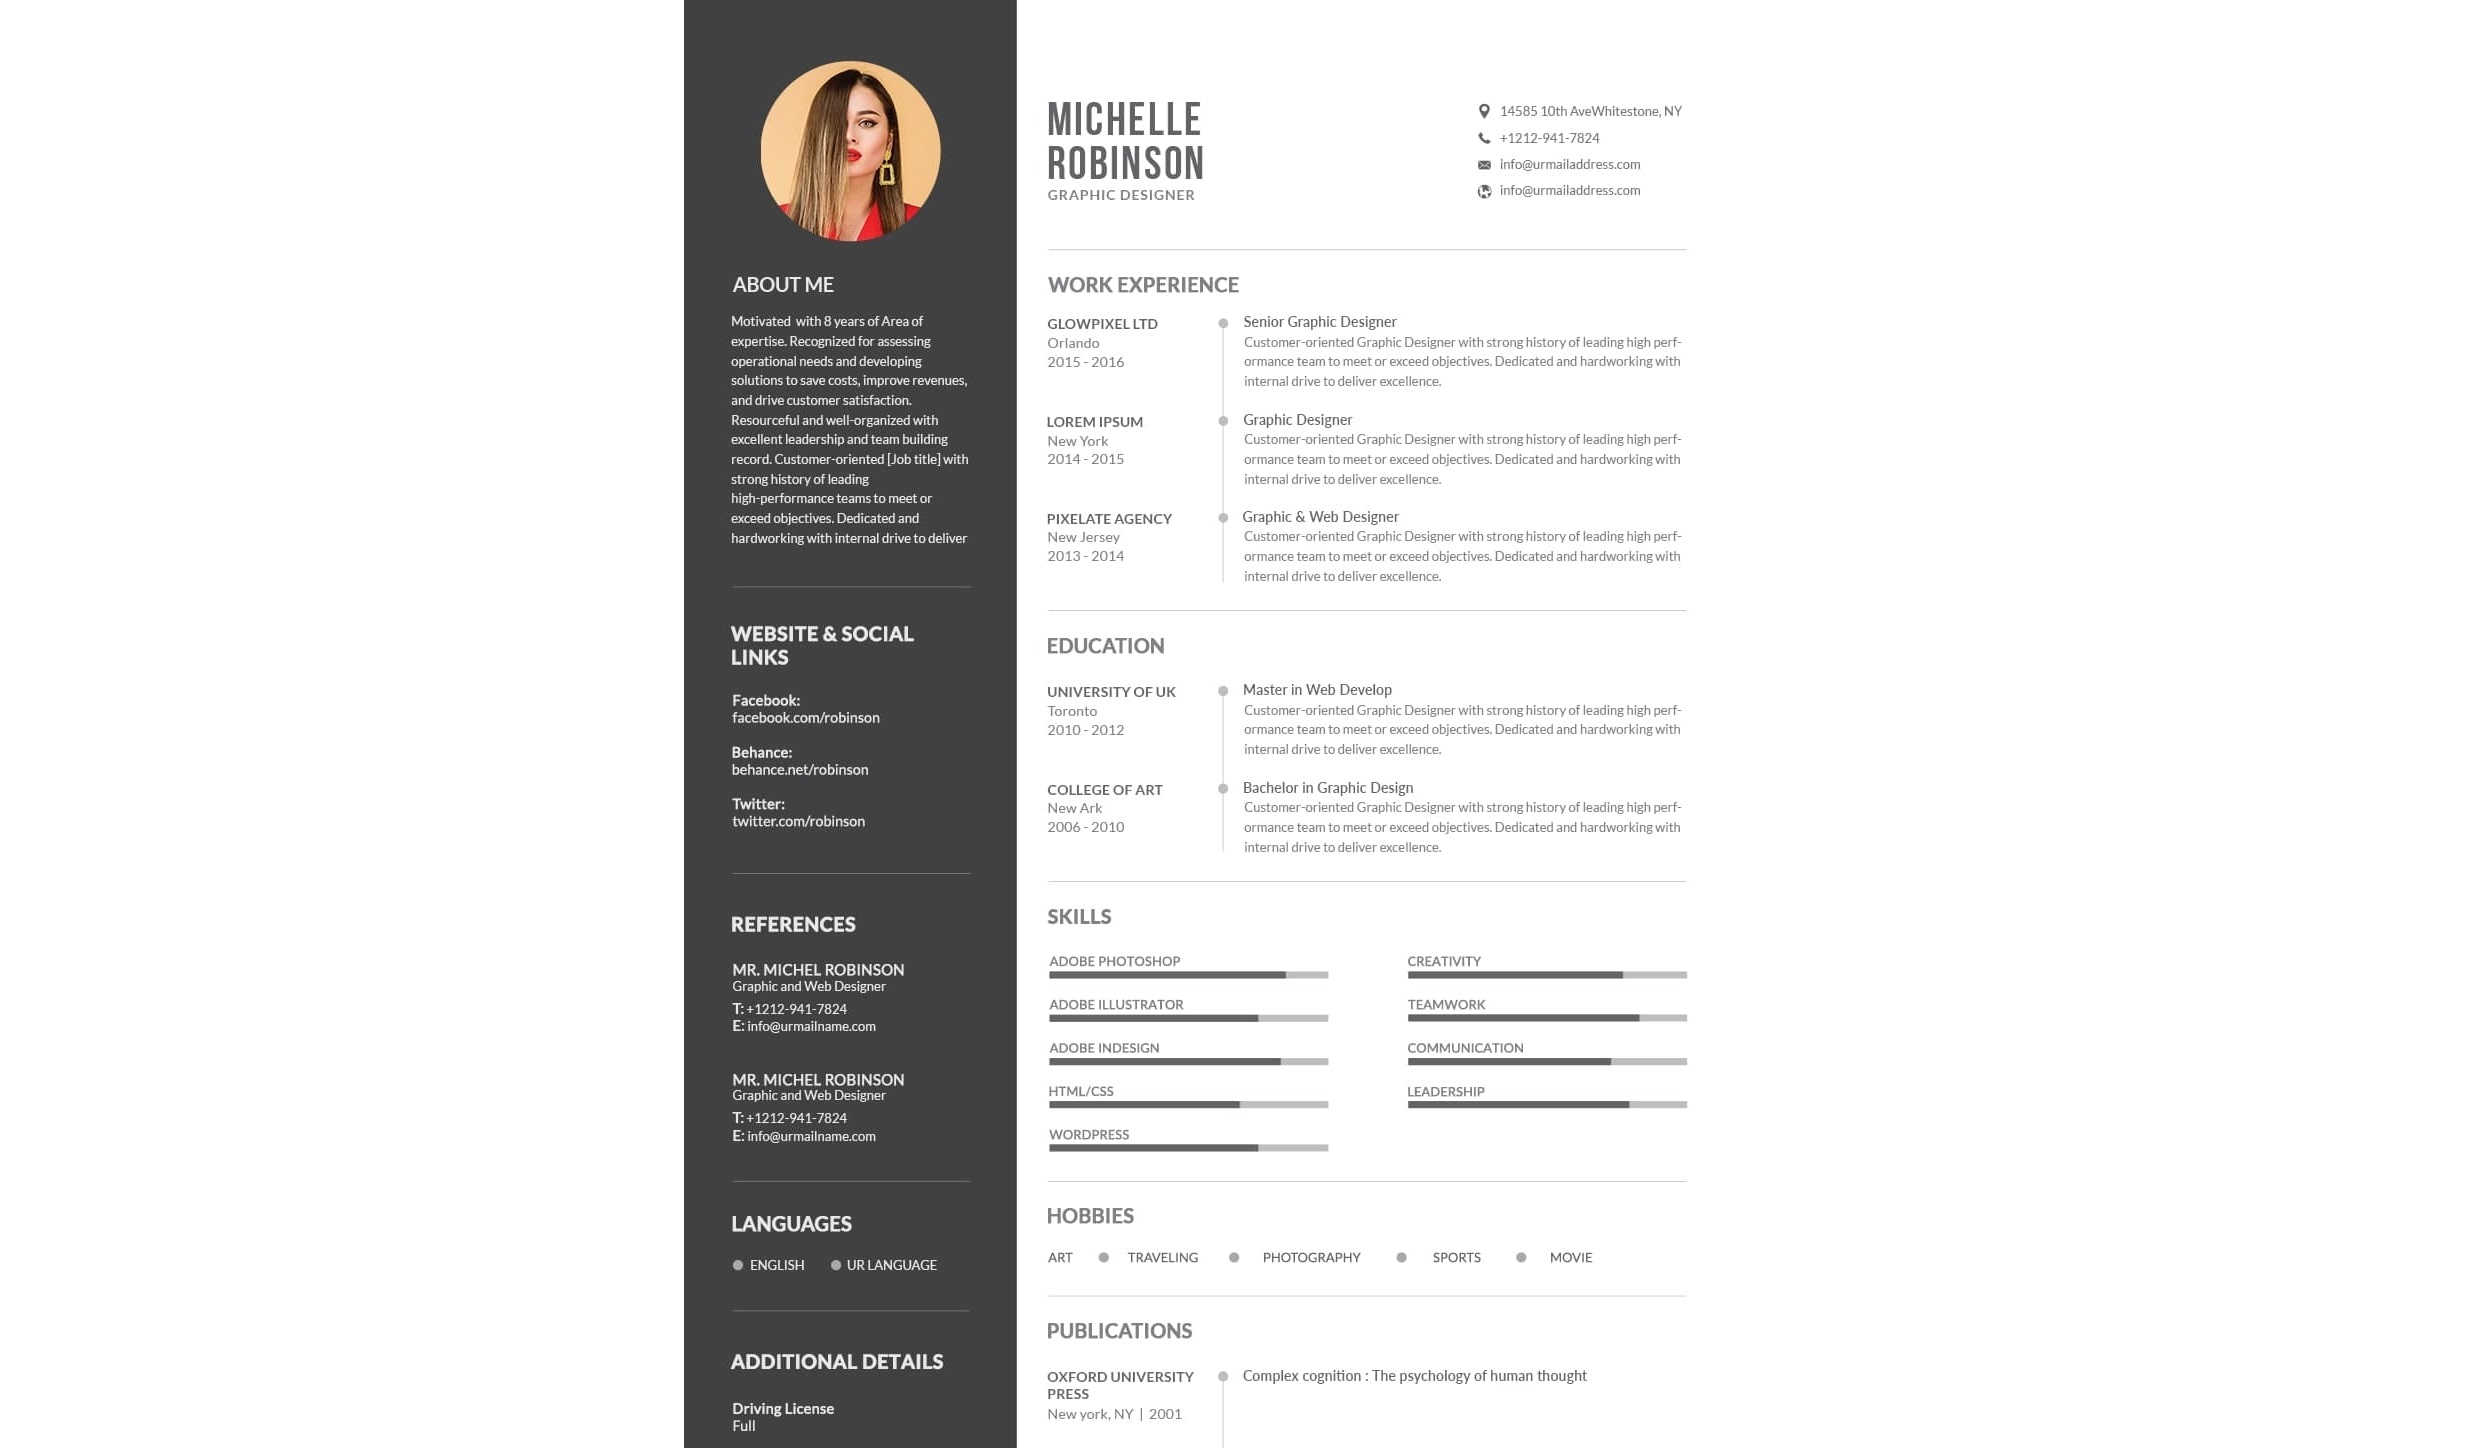 ABOUT ME
Motivated  with 8 years of Area of
expertise. Recognized for assessing
operational needs and developing
solutions to save costs, improve revenues,
and drive customer satisfaction.
Resourceful and well-organized with
excellent leadership and team building
record. Customer-oriented [Job title] with
strong history of leading
high-performance teams to meet or
exceed objectives. Dedicated and
hardworking with internal drive to deliver
WEBSITE & SOCIAL
LINKS
Facebook:
facebook.com/robinson
Behance:
behance.net/robinson
Twitter:
twitter.com/robinson
REFERENCES
MR. MICHEL ROBINSON
Graphic and Web Designer
T: +1212-941-7824
E: info@urmailname.com
MR. MICHEL ROBINSON
Graphic and Web Designer
T: +1212-941-7824
E: info@urmailname.com
LANGUAGES
ENGLISH UR LANGUAGE
ADDITIONAL DETAILS
Driving License
Full
MICHELLE
ROBINSON
GRAPHIC DESIGNER
14585 10th AveWhitestone, NY
+1212-941-7824
info@urmailaddress.com
info@urmailaddress.com
WORK EXPERIENCE
GLOWPIXEL LTD
Orlando
2015 - 2016
Senior Graphic Designer
Customer-oriented Graphic Designer with strong history of leading high perf-
ormance team to meet or exceed objectives. Dedicated and hardworking with
internal drive to deliver excellence.
LOREM IPSUM
New York
2014 - 2015
Graphic Designer
Customer-oriented Graphic Designer with strong history of leading high perf-
ormance team to meet or exceed objectives. Dedicated and hardworking with
internal drive to deliver excellence.
PIXELATE AGENCY
New Jersey
2013 - 2014
Graphic & Web Designer
Customer-oriented Graphic Designer with strong history of leading high perf-
ormance team to meet or exceed objectives. Dedicated and hardworking with
internal drive to deliver excellence.
EDUCATION
UNIVERSITY OF UK
Toronto
2010 - 2012
Master in Web Develop
Customer-oriented Graphic Designer with strong history of leading high perf-
ormance team to meet or exceed objectives. Dedicated and hardworking with
internal drive to deliver excellence.
COLLEGE OF ART
New Ark
2006 - 2010
Bachelor in Graphic Design
Customer-oriented Graphic Designer with strong history of leading high perf-
ormance team to meet or exceed objectives. Dedicated and hardworking with
internal drive to deliver excellence.
SKILLS
ADOBE PHOTOSHOP
ADOBE ILLUSTRATOR
ADOBE INDESIGN
HTML/CSS
WORDPRESS
CREATIVITY
TEAMWORK
COMMUNICATION
LEADERSHIP
HOBBIES
ART TRAVELING PHOTOGRAPHY SPORTS MOVIE
PUBLICATIONS
OXFORD UNIVERSITY
PRESS
New york, NY | 2001
Complex cognition : The psychology of human thought